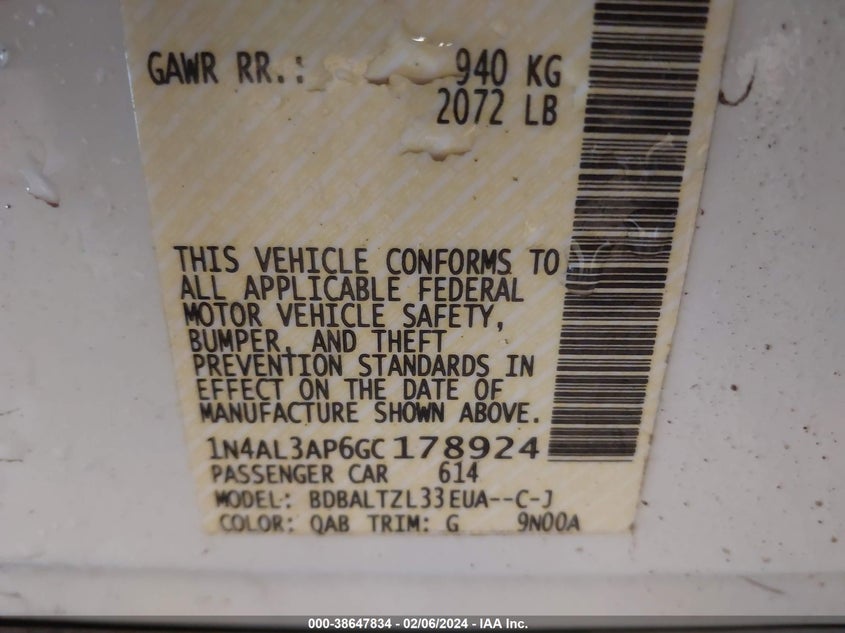 GAWR RR.: 940 KG
2072 LB
THIS VEHICLE CONFORMS TO
ALL APPLICABLE FEDERAL
MOTOR VEHICLE SAFETY,
BUMPER, AND THEFT
PREVENTION STANDARDS IN
EFFECT ON THE DATE OF
MANUFACTURE SHOWN ABOVE.
1N4AL3AP6GC178924
PASSENGER CAR 614
MODEL: BDBALTZL33EUA--C-J
COLOR: QAB TRIM: G 9N00A
000-38647834 - 02/06/2024 - IAA Inc.